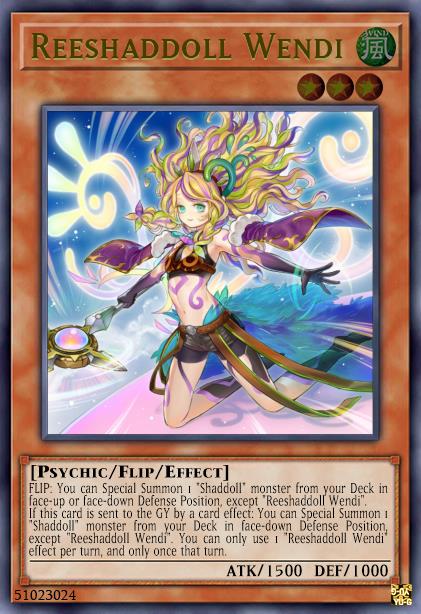 Reeshaddoll Wendi
WIND
風
[Psychic/Flip/Effect]
FLIP: You can Special Summon 1 "Shaddoll" monster from your Deck in
face-up or face-down Defense Position, except "Reeshaddoll Wendi".
If this card is sent to the GY by a card effect: You can Special Summon 1
"Shaddoll" monster from your Deck in face-down Defense Position,
except "Reeshaddoll Wendi". You can only use 1 "Reeshaddoll Wendi"
effect per turn, and only once that turn.
ATK/1500 DEF/1000
51023024